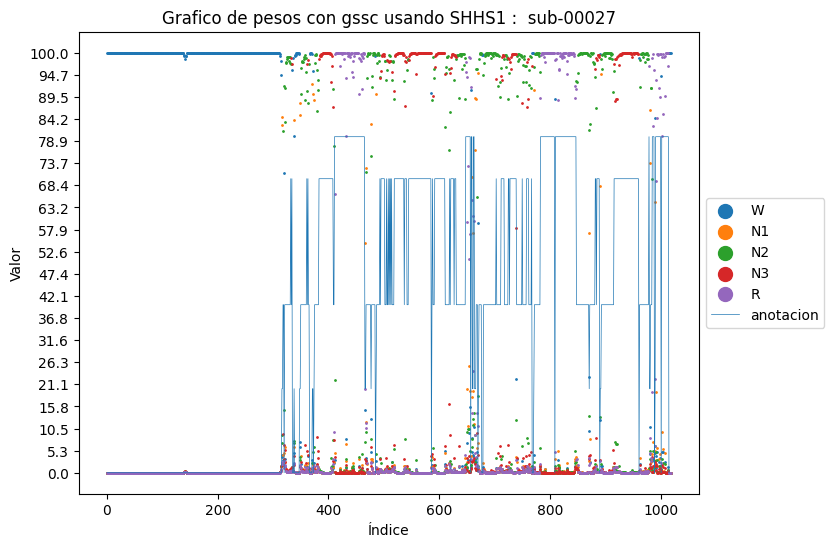 Grafico de pesos con gssc usando SHHS1 :  sub-00027
Valor
100.0
94.7
89.5
84.2
78.9
73.7
68.4
63.2
57.9
52.6
47.4
42.1
36.8
31.6
26.3
21.1
15.8
10.5
5.3
0.0
0 200 400 600 800 1000
Índice
W
N1
N2
N3
R
anotacion